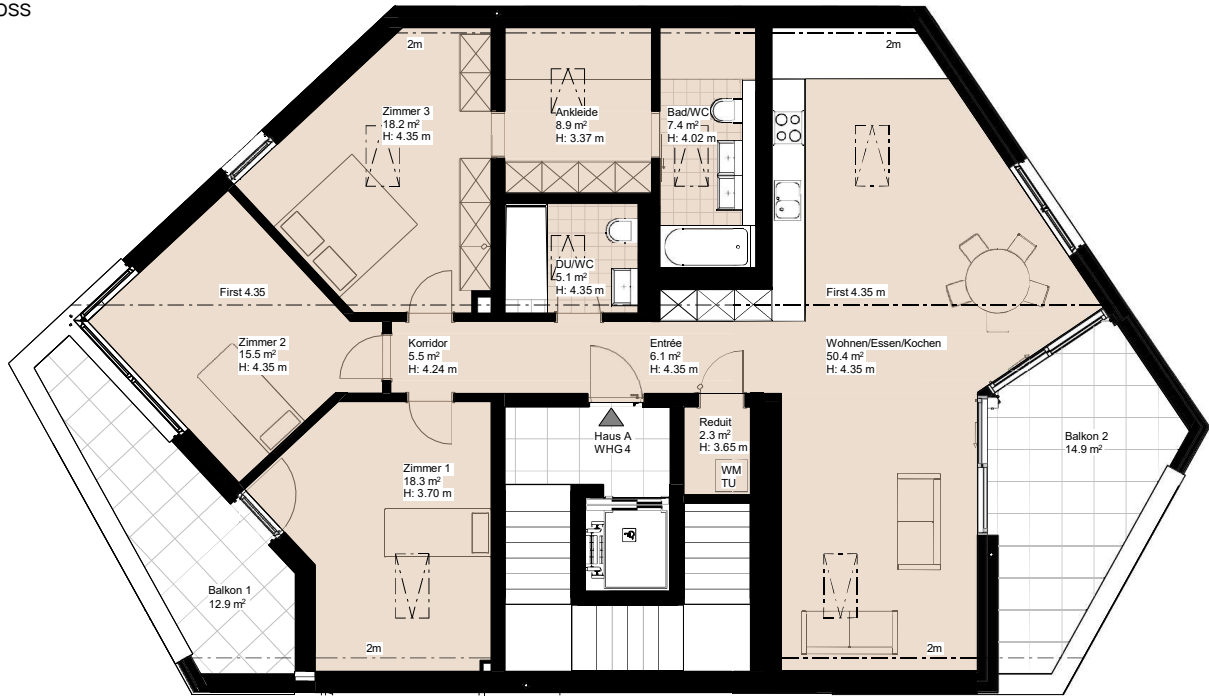 oss
2m
2m
Zimmer 3
18.2 m²
H: 4.35 m
Ankleide
8.9 m²
H: 3.37 m
Bad/WC
7.4 m²
H: 4.02 m
DU/WC
5.1 m²
H: 4.35 m
First 4.35
First 4.35 m
Zimmer 2
15.5 m²
H: 4.35 m
Korridor
5.5 m²
H: 4.24 m
Entrée
6.1 m²
H: 4.35 m
Wohnen/Essen/Kochen
50.4 m²
H: 4.35 m
Haus A
WHG 4
Reduit
2.3 m²
H: 3.65 m
WM
TU
Balkon 2
14.9 m²
Zimmer 1
18.3 m²
H: 3.70 m
Balkon 1
12.9 m²
2m
2m